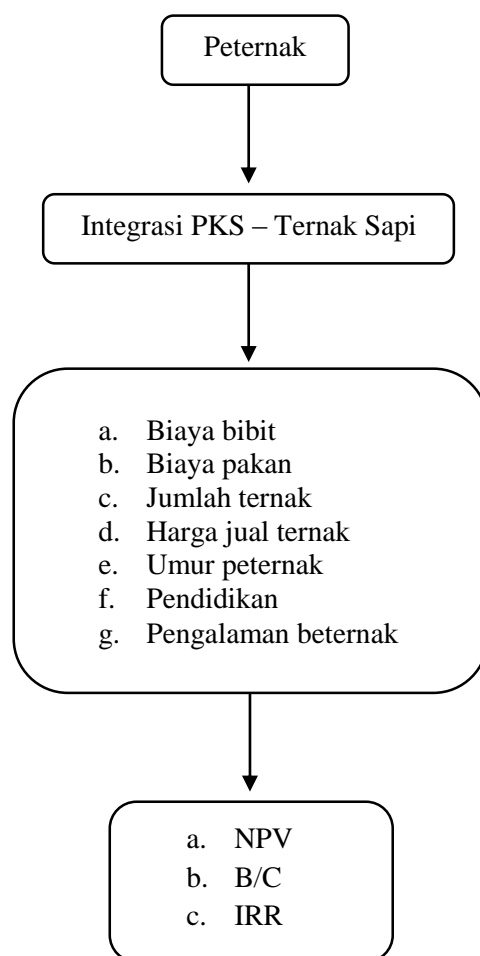 Peternak
Integrasi PKS – Ternak Sapi
a. Biaya bibit
b. Biaya pakan
c. Jumlah ternak
d. Harga jual ternak
e. Umur peternak
f. Pendidikan
g. Pengalaman beternak
a. NPV
b. B/C
c. IRR